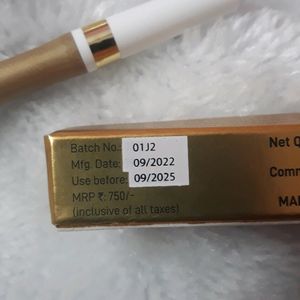 Batch No.: 01J2
Mfg. Date: 09/2022
Use before: 09/2025
MRP ₹: 750/-
(inclusive of all taxes)
Net Q
Comm
MAR